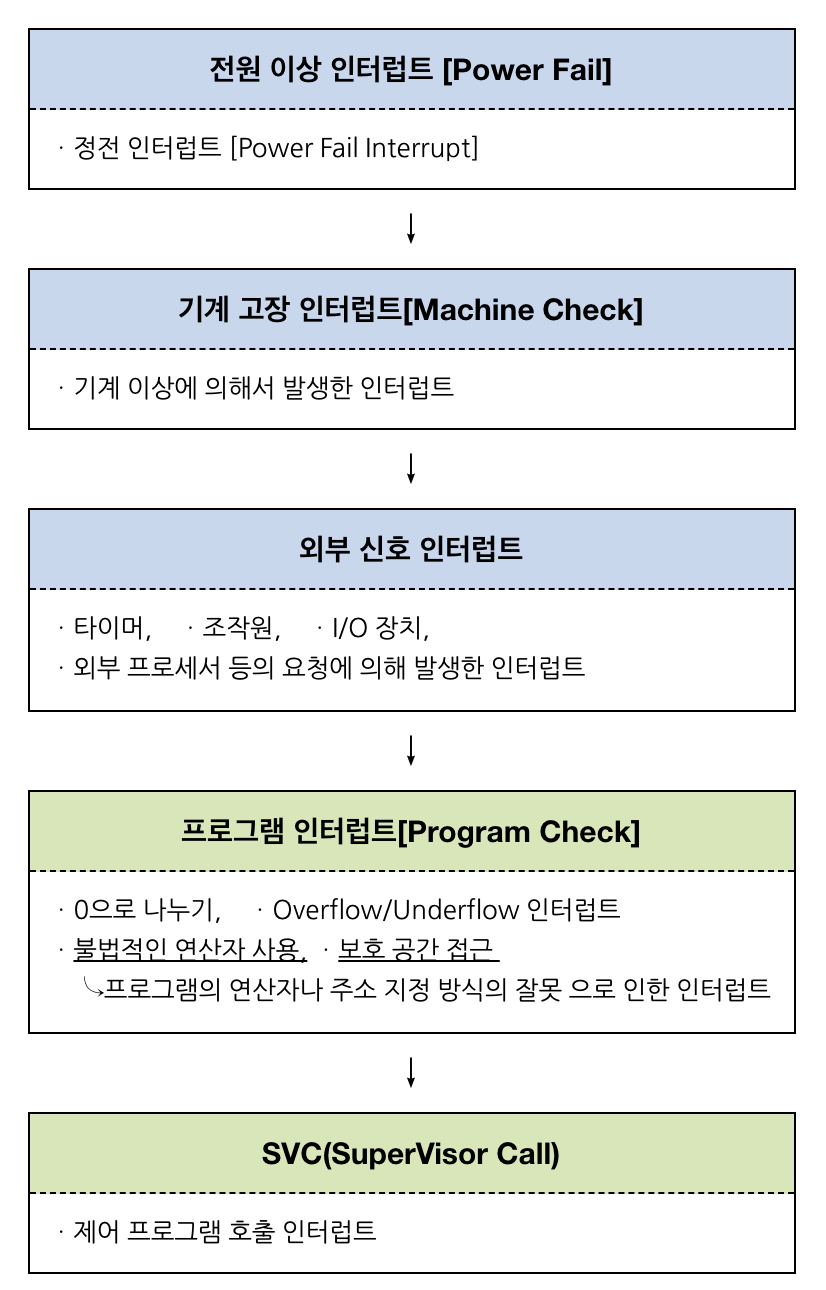 전원 이상 인터럽트 [Power Fail]
· 정전 인터럽트 [Power Fail Interrupt]
기계 고장 인터럽트[Machine Check]
· 기계 이상에 의해서 발생한 인터럽트
외부 신호 인터럽트
· 타이머, · 조작원, · I/O 장치,
· 외부 프로세서 등의 요청에 의해 발생한 인터럽트
프로그램 인터럽트[Program Check]
· 0으로 나누기, · Overflow/Underflow 인터럽트
· 불법적인 연산자 사용, · 보호 공간 접근
프로그램의 연산자나 주소 지정 방식의 잘못 으로 인한 인터럽트
SVC(SuperVisor Call)
· 제어 프로그램 호출 인터럽트